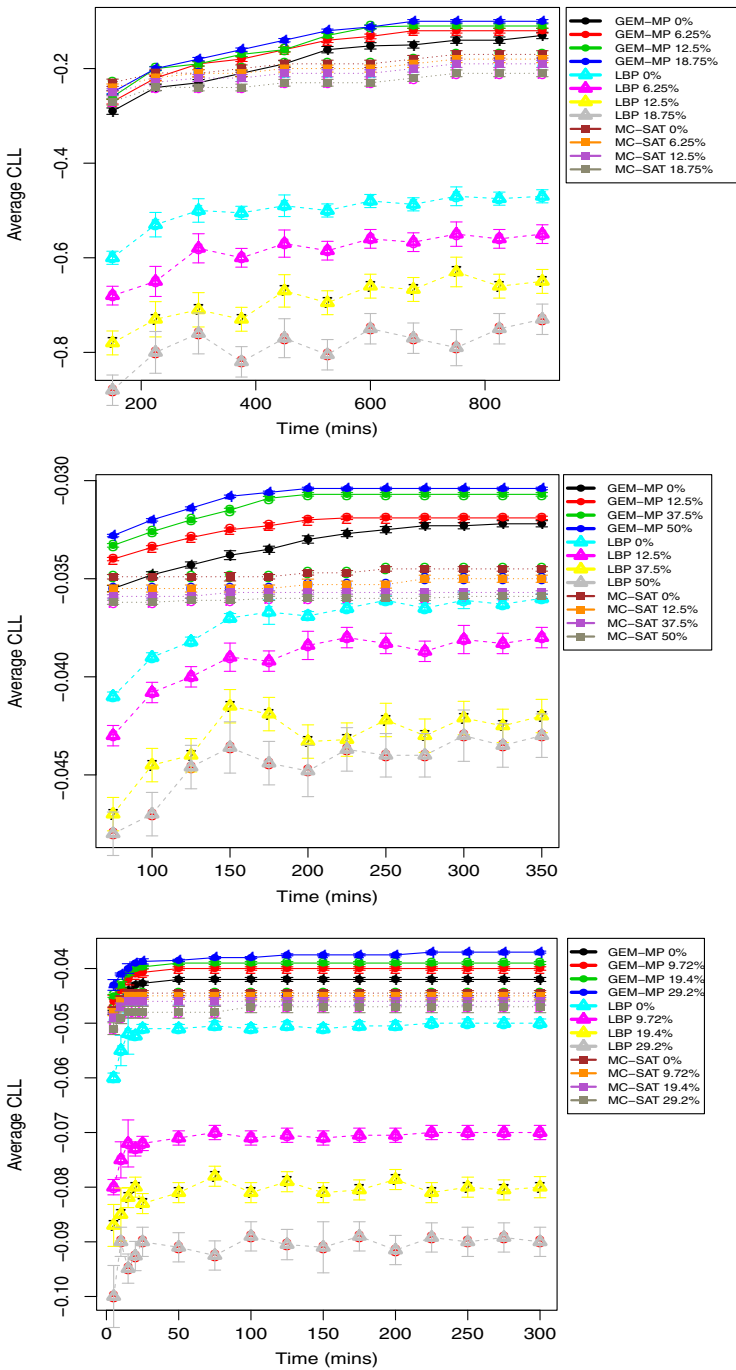 GEM−MP 0%
GEM−MP 6.25%
GEM−MP 12.5%
GEM−MP 18.75%
LBP 0%
LBP 6.25%
LBP 12.5%
LBP 18.75%
MC−SAT 0%
MC−SAT 6.25%
MC−SAT 12.5%
MC−SAT 18.75%
Average CLL
−0.2
−0.4
−0.6
−0.8
200 400 600 800
Time (mins)
GEM−MP 0%
GEM−MP 12.5%
GEM−MP 37.5%
GEM−MP 50%
LBP 0%
LBP 12.5%
LBP 37.5%
LBP 50%
MC−SAT 0%
MC−SAT 12.5%
MC−SAT 37.5%
MC−SAT 50%
Average CLL
−0.030
−0.035
−0.040
−0.045
100 150 200 250 300 350
Time (mins)
GEM−MP 0%
GEM−MP 9.72%
GEM−MP 19.4%
GEM−MP 29.2%
LBP 0%
LBP 9.72%
LBP 19.4%
LBP 29.2%
MC−SAT 0%
MC−SAT 9.72%
MC−SAT 19.4%
MC−SAT 29.2%
Average CLL
−0.04
−0.05
−0.06
−0.07
−0.08
−0.09
−0.10
0 50 100 150 200 250 300
Time (mins)